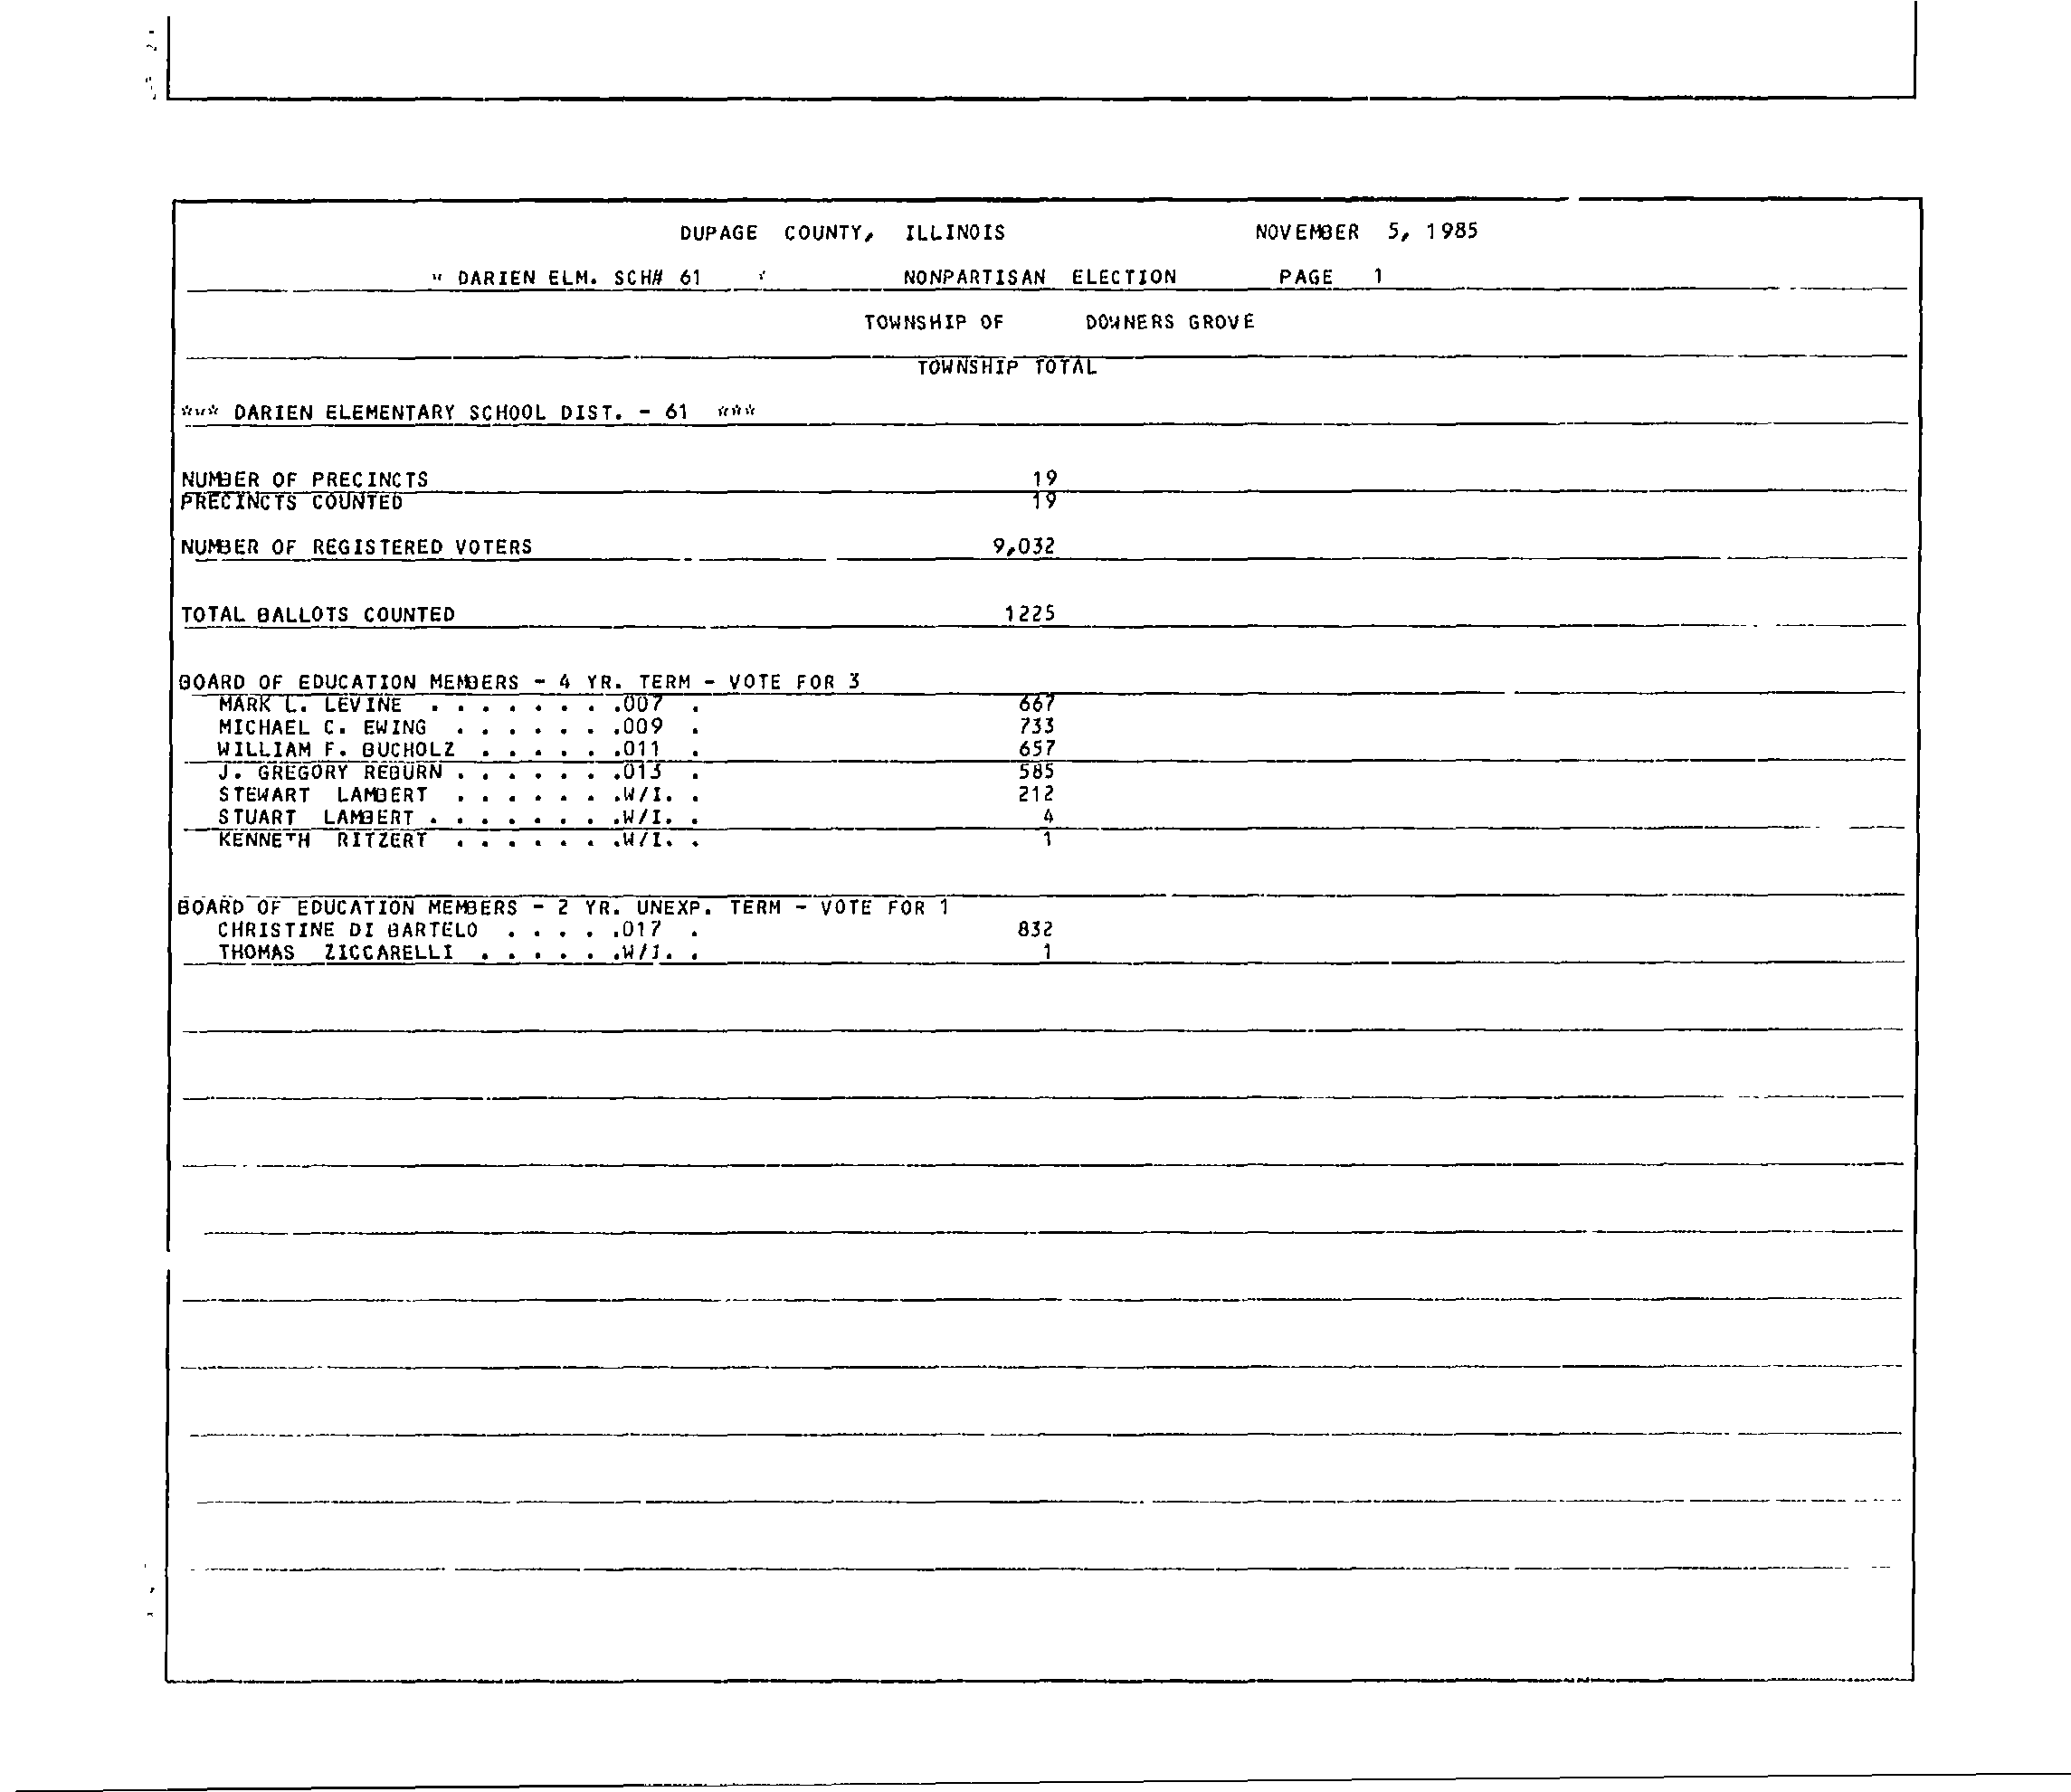 DUPAGE COUNTY, ILLINOIS NOVEMBER 5, 1985
* DARIEN ELM. SCH# 61 * NONPARTISAN ELECTION PAGE 1
TOWNSHIP OF DOWNERS GROVE
TOWNSHIP TOTAL
*** DARIEN ELEMENTARY SCHOOL DIST. - 61 ***
NUMBER OF PRECINCTS 19
PRECINCTS COUNTED 19
NUMBER OF REGISTERED VOTERS 9,032
TOTAL BALLOTS COUNTED 1225
BOARD OF EDUCATION MEMBERS - 4 YR. TERM - VOTE FOR 3
MARK L. LEVINE . . . . . . . .007 . 667
MICHAEL C. EWING . . . . . . .009 . 733
WILLIAM F. BUCHOLZ . . . . . .011 . 657
J. GREGORY REBURN . . . . . . .013 . 585
STEWART LAMBERT . . . . . . .W/I. . 212
STUART LAMBERT . . . . . . . .W/I. . 4
KENNETH RITZERT . . . . . . .W/I. . 1
BOARD OF EDUCATION MEMBERS - 2 YR. UNEXP. TERM - VOTE FOR 1
CHRISTINE DI BARTELO . . . . .017 . 832
THOMAS ZICCARELLI . . . . . .W/I. . 1